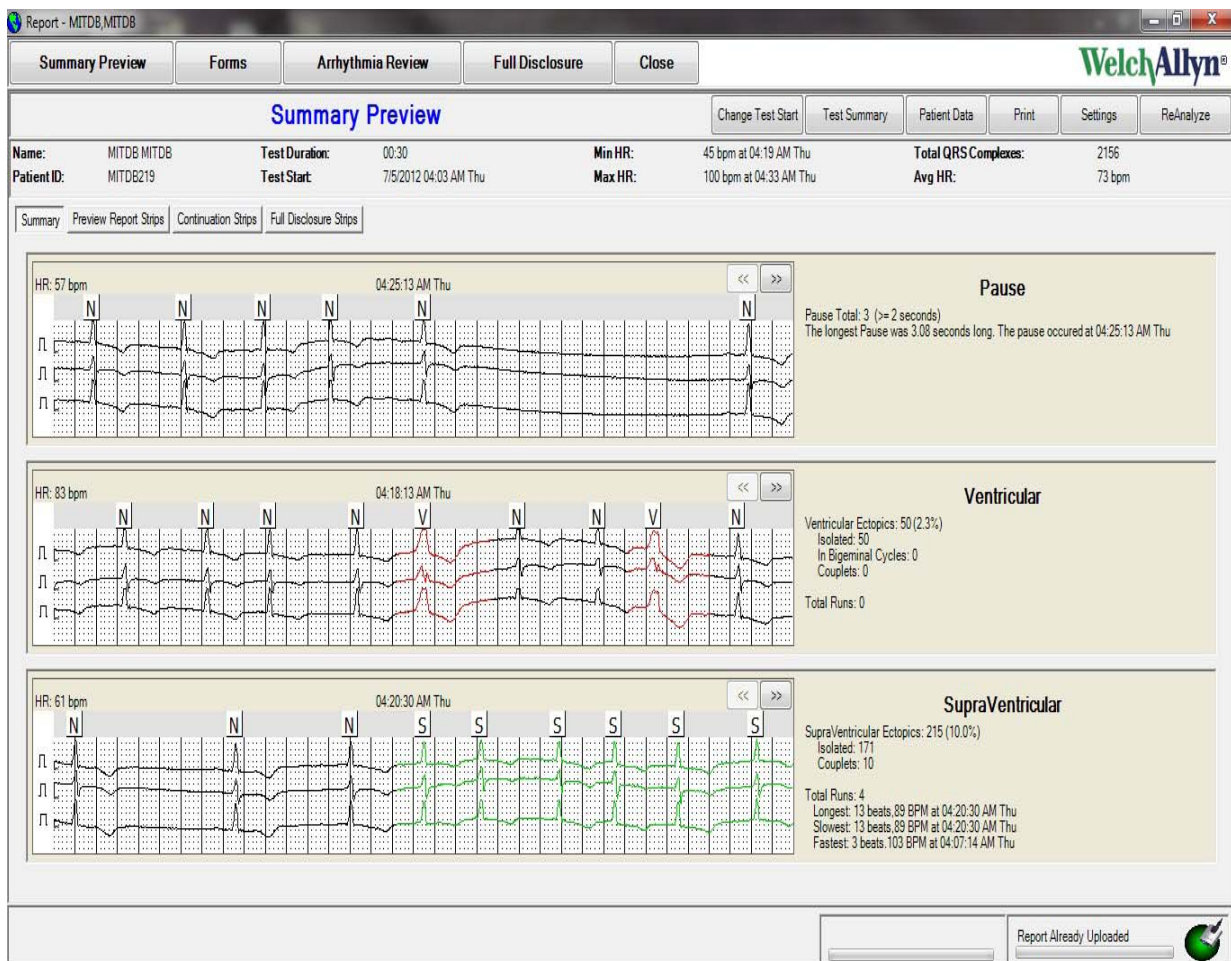 Report - MITDB,MITDB
Summary Preview Forms Arrhythmia Review Full Disclosure Close WelchAllyn®
Summary Preview Change Test Start Test Summary Patient Data Print Settings ReAnalyze
Name: MITDB MITDB Test Duration: 00:30 Min HR: 45 bpm at 04:19 AM Thu Total QRS Complexes: 2156
Patient ID: MITDB219 Test Start: 7/5/2012 04:03 AM Thu Max HR: 100 bpm at 04:33 AM Thu Avg HR: 73 bpm
Summary Preview Report Strips Continuation Strips Full Disclosure Strips
HR: 57 bpm 04:25:13 AM Thu << >>
N N N N N N
Pause
Pause Total: 3 (>= 2 seconds)
The longest Pause was 3.08 seconds long. The pause occured at 04:25:13 AM Thu
HR: 83 bpm 04:18:13 AM Thu << >>
N N N N V N N V N
Ventricular
Ventricular Ectopics: 50 (2.3%)
Isolated: 50
In Bigeminal Cycles: 0
Couplets: 0
Total Runs: 0
HR: 61 bpm 04:20:30 AM Thu << >>
N N N S S S S S S
SupraVentricular
SupraVentricular Ectopics: 215 (10.0%)
Isolated: 171
Couplets: 10
Total Runs: 4
Longest: 13 beats,89 BPM at 04:20:30 AM Thu
Slowest: 13 beats,89 BPM at 04:20:30 AM Thu
Fastest: 3 beats.103 BPM at 04:07:14 AM Thu
Report Already Uploaded